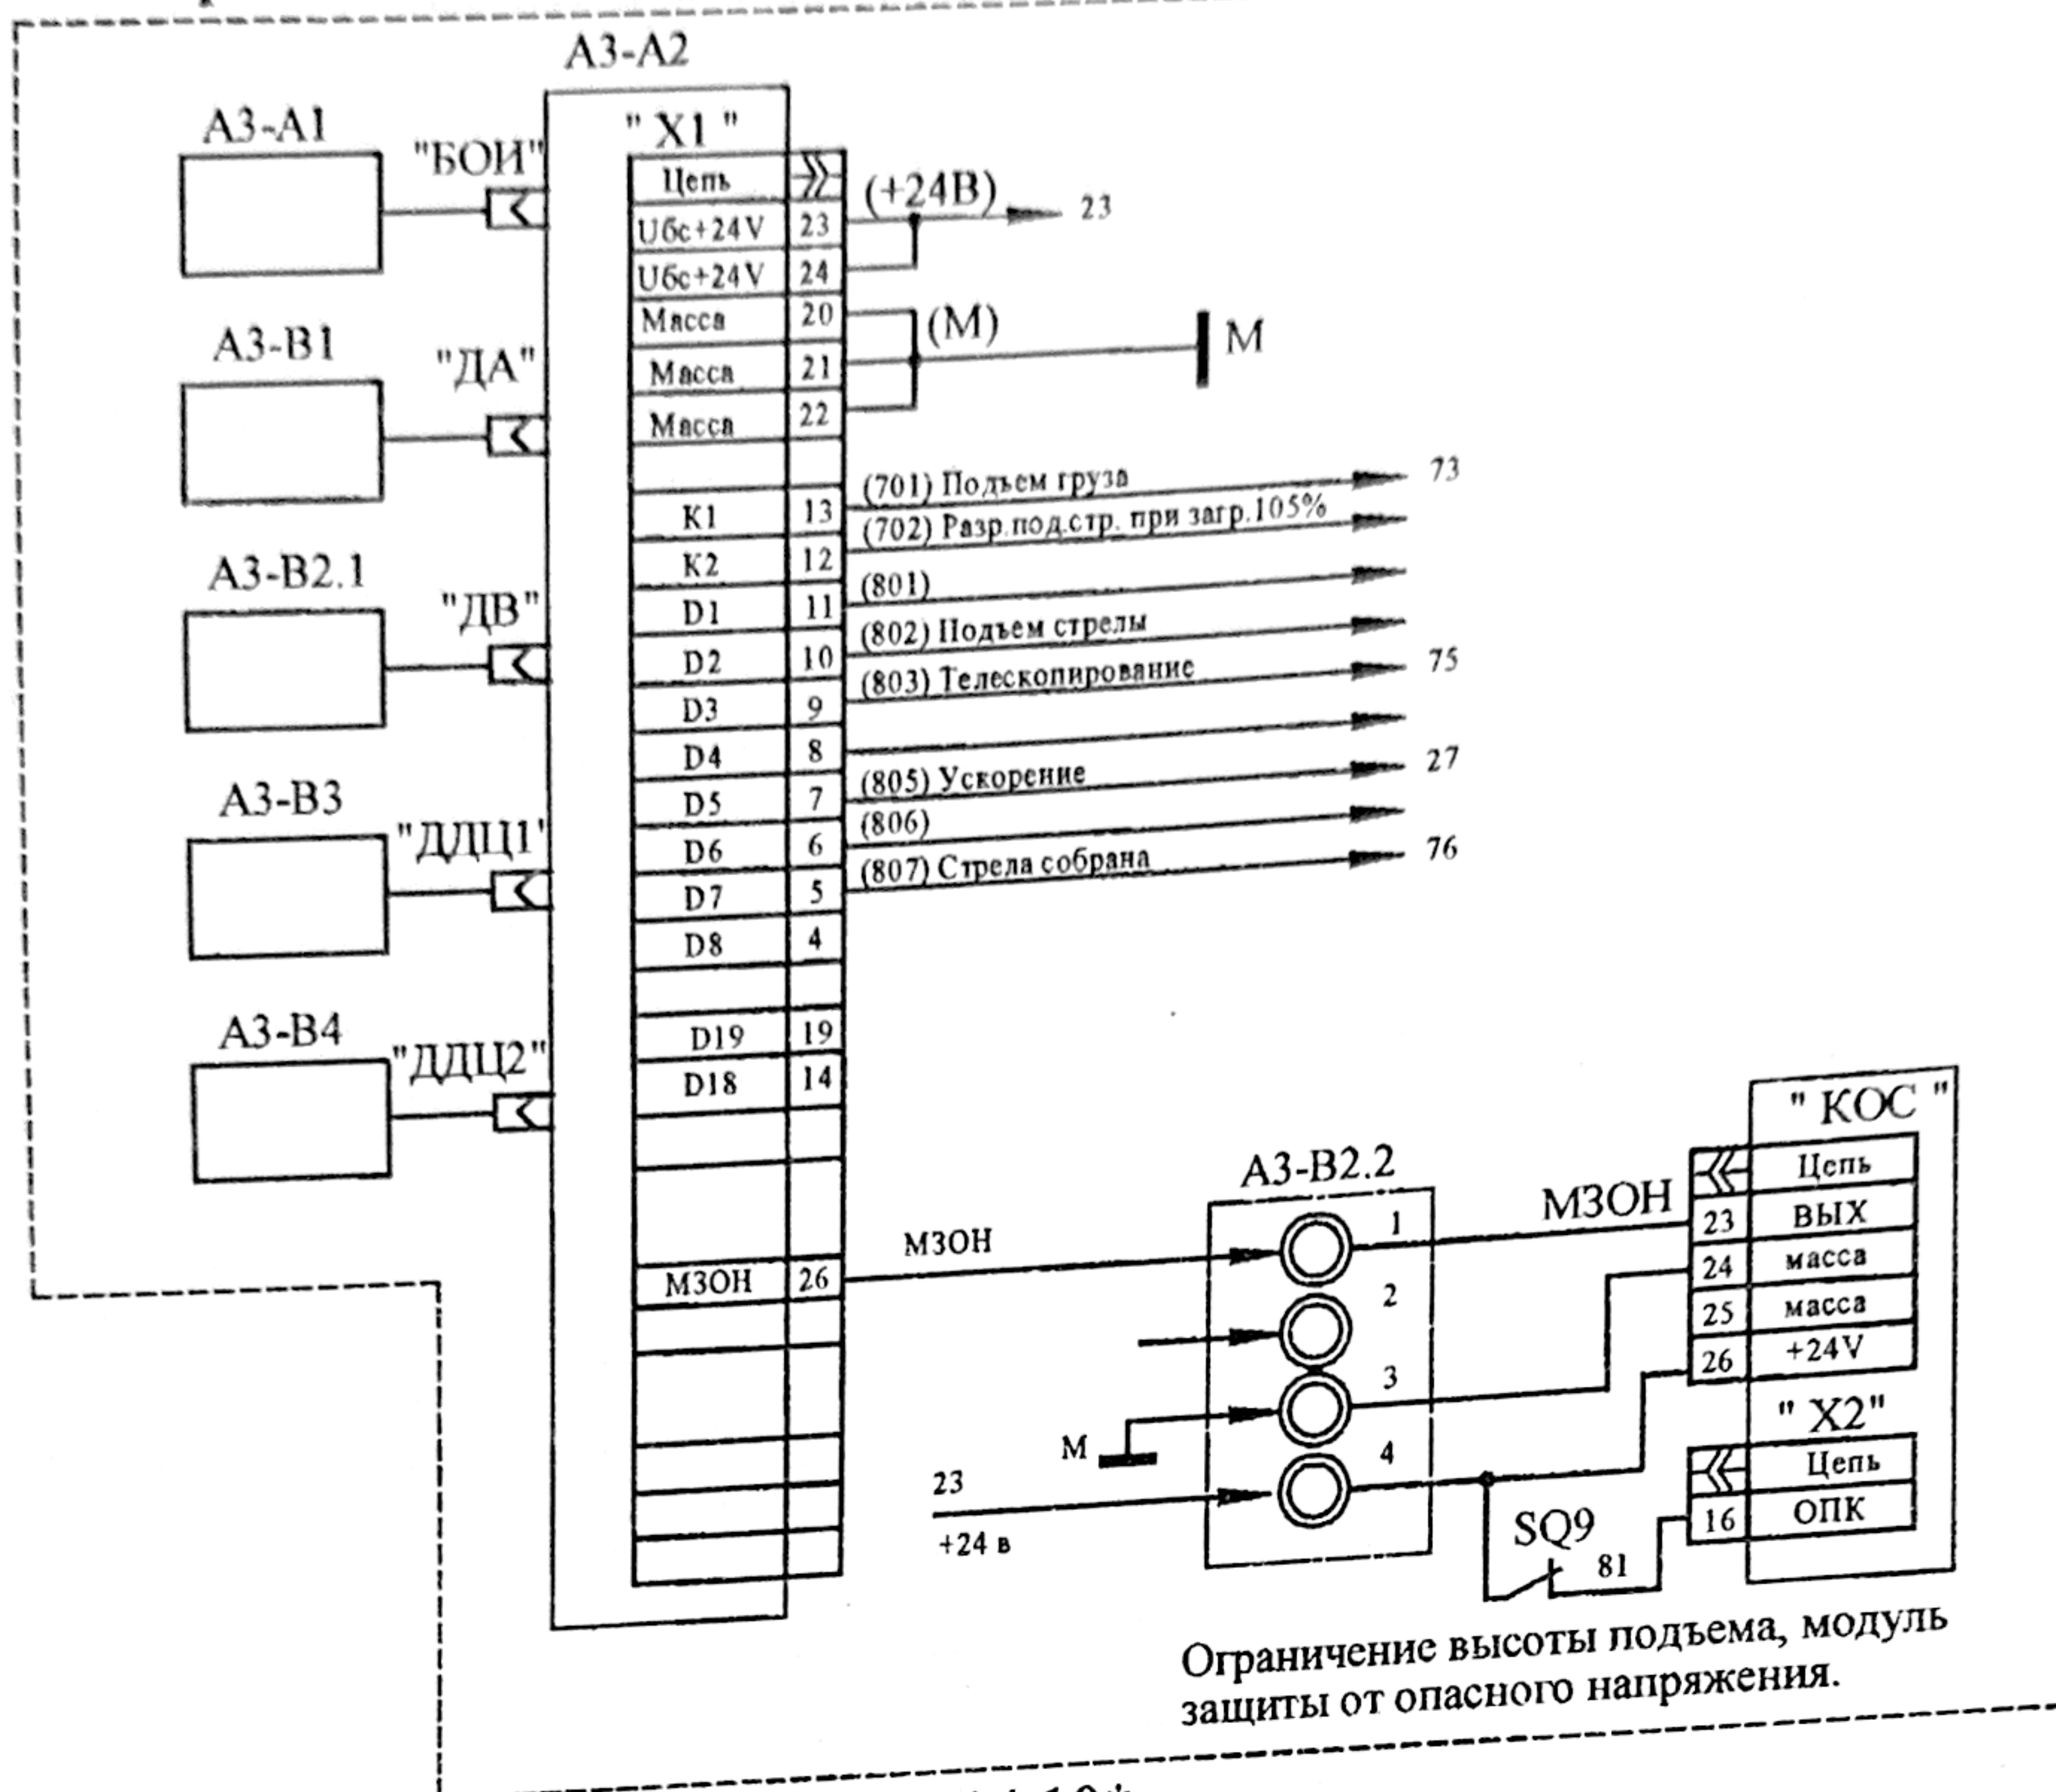 А3-А2
А3-А1
"БОИ"
" Х1 "
Цепь
Uбс+24V 23
(+24В)
23
Uбс+24V 24
Масса 20
(М)
М
Масса 21
Масса 22
А3-В1
"ДА"
К1 13
(701) Подъем груза
73
К2 12
(702) Разр.под.стр. при загр.105%
D1 11
(801)
D2 10
(802) Подъем стрелы
D3 9
(803) Телескопирование
75
D4 8
D5 7
(805) Ускорение
27
D6 6
(806)
D7 5
(807) Стрела собрана
76
D8 4
D19 19
D18 14
А3-В2.1
"ДВ"
А3-В3
"ДДЦ1'
А3-В4
"ДДЦ2"
МЗОН 26
МЗОН
А3-В2.2
1
2
3
4
М
23
+24 в
МЗОН
" КОС "
Цепь
23 ВЫХ
24 масса
25 масса
26 +24V
" Х2"
Цепь
16 ОПК
SQ9
81
Ограничение высоты подъема, модуль
защиты от опасного напряжения.